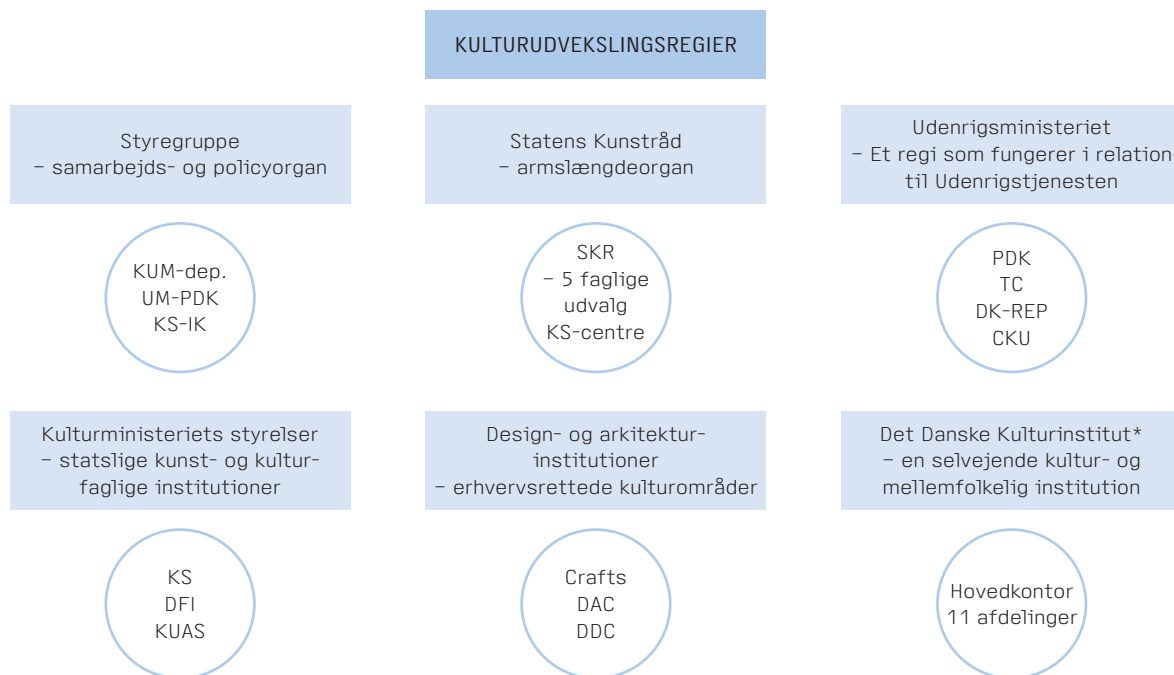 KULTURUDVEKSLINGSREGIER
Styregruppe
– samarbejds- og policyorgan
KUM-dep.
UM-PDK
KS-IK
Statens Kunstråd
– armslængdeorgan
SKR
– 5 faglige
udvalg
KS-centre
Udenrigsministeriet
– Et regi som fungerer i relation
til Udenrigstjenesten
PDK
TC
DK-REP
CKU
Kulturministeriets styrelser
– statslige kunst- og kultur-
faglige institutioner
KS
DFI
KUAS
Design- og arkitektur-
institutioner
– erhvervsrettede kulturområder
Crafts
DAC
DDC
Det Danske Kulturinstitut*
– en selvejende kultur- og
mellemfolkelig institution
Hovedkontor
11 afdelinger